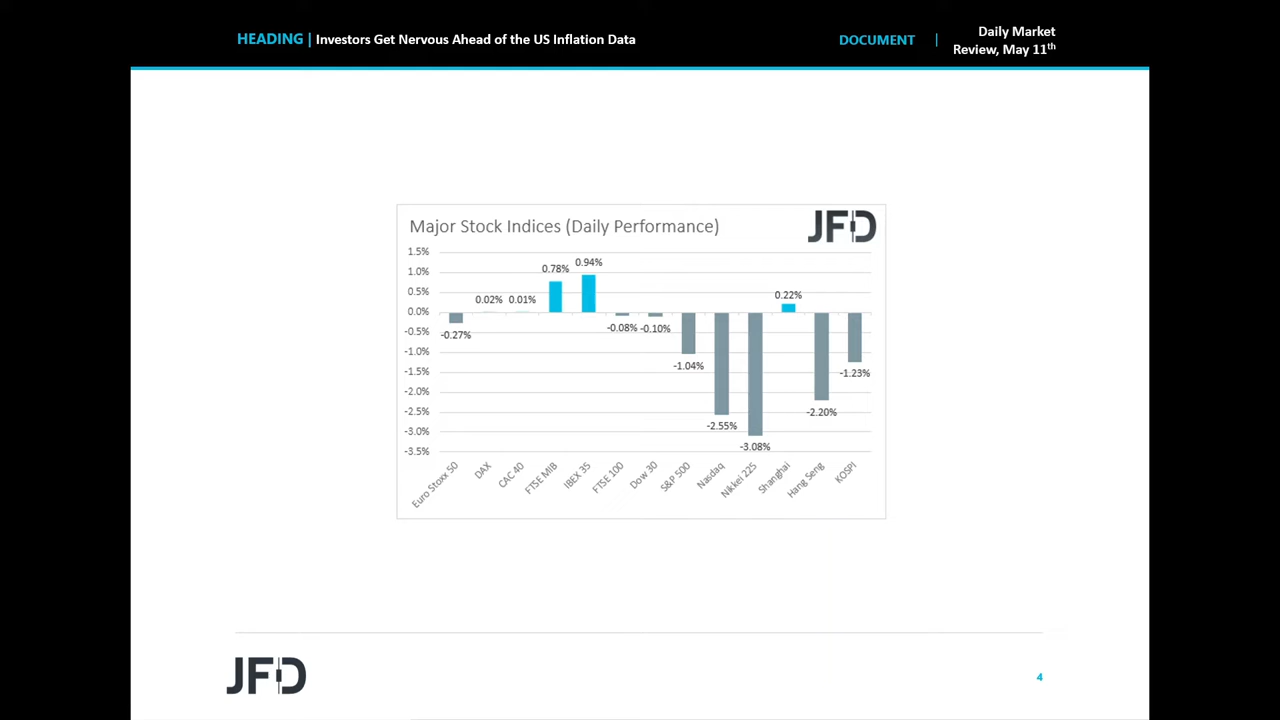 HEADING | Investors Get Nervous Ahead of the US Inflation Data
DOCUMENT |
Daily Market
Review, May 11th
Major Stock Indices (Daily Performance)
JFD
1.5%
1.0%
0.5%
0.0%
-0.5%
-1.0%
-1.5%
-2.0%
-2.5%
-3.0%
-3.5%
-0.27%
0.02%
0.01%
0.78%
0.94%
-0.08%
-0.10%
-1.04%
-2.55%
-3.08%
0.22%
-2.20%
-1.23%
Euro Stoxx 50
DAX
CAC 40
FTSE MIB
IBEX 35
FTSE 100
Dow 30
S&P 500
Nasdaq
Nikkei 225
Shanghai
Hang Seng
KOSPI
JFD
4